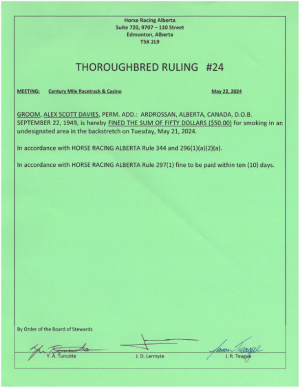 Horse Racing Alberta
Suite 720, 9707 – 110 Street
Edmonton, Alberta
T5K 2L9
THOROUGHBRED RULING #24
MEETING: Century Mile Racetrack & Casino May 22, 2024
GROOM, ALEX SCOTT DAVIES, PERM. ADD.: ARDROSSAN, ALBERTA, CANADA, D.O.B.
SEPTEMBER 22, 1949, is hereby FINED THE SUM OF FIFTY DOLLARS ($50.00) for smoking in an
undesignated area in the backstretch on Tuesday, May 21, 2024.
In accordance with HORSE RACING ALBERTA Rule 344 and 296(1)(a)(2)(a).
In accordance with HORSE RACING ALBERTA Rule 297(1) fine to be paid within ten (10) days.
By Order of the Board of Stewards
Y. A. Turcotte J. D. Lernyte J. R. Teague